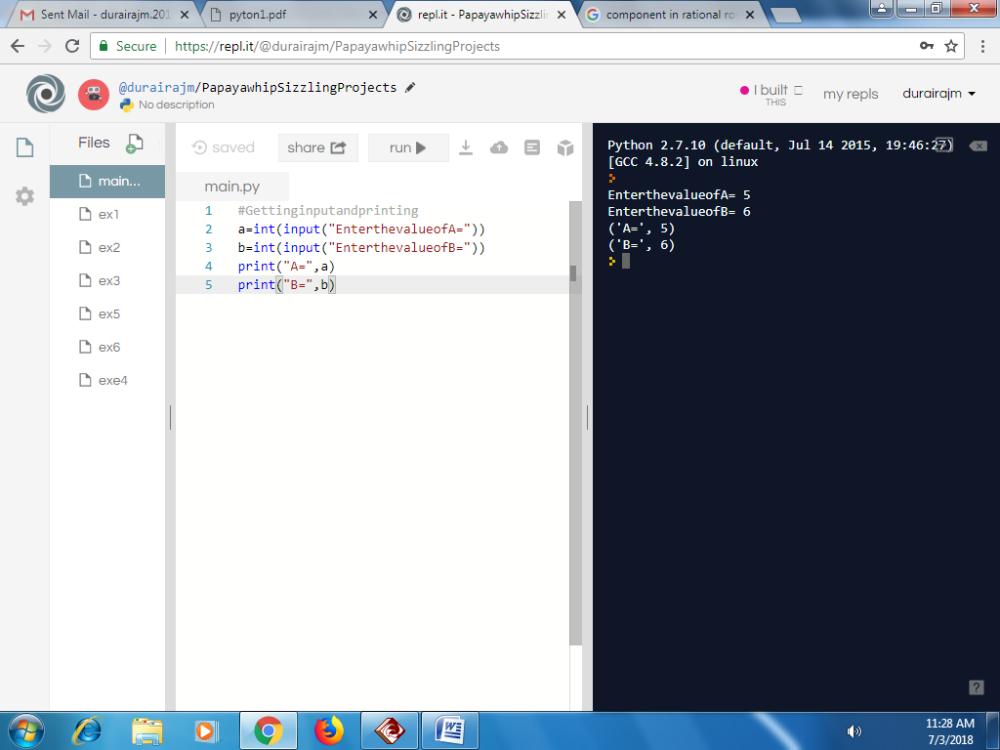 Sent Mail - durairajm.201
pyton1.pdf
repl.it - PapayawhipSizzli
component in rational ro
Secure
https://repl.it/@durairajm/PapayawhipSizzlingProjects
@durairajm/PapayawhipSizzlingProjects
No description
I built
THIS
my repls
durairajm
Files
main...
ex1
ex2
ex3
ex5
ex6
exe4
saved
share
run
main.py
1 #Gettinginputandprinting
2 a=int(input("EnterthevalueofA="))
3 b=int(input("EnterthevalueofB="))
4 print("A=",a)
5 print("B=",b)
Python 2.7.10 (default, Jul 14 2015, 19:46:27)
[GCC 4.8.2] on linux
EnterthevalueofA= 5
EnterthevalueofB= 6
('A=', 5)
('B=', 6)
?
11:28 AM
7/3/2018